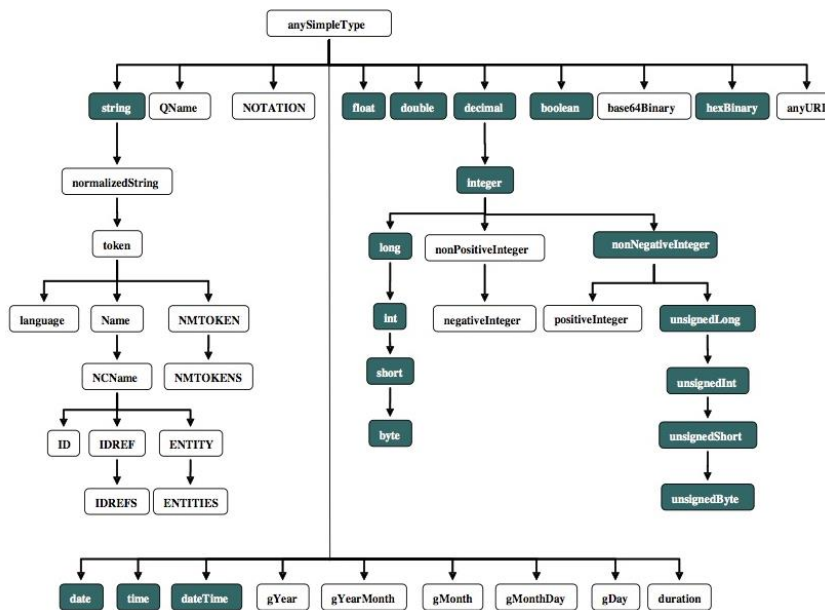 anySimpleType
string QName NOTATION float double decimal boolean base64Binary hexBinary anyURI
normalizedString integer
token long nonPositiveInteger nonNegativeInteger
language Name NMTOKEN int negativeInteger positiveInteger unsignedLong
NCName NMTOKENS short unsignedInt
ID IDREF ENTITY byte unsignedShort
IDREFS ENTITIES unsignedByte
date time dateTime gYear gYearMonth gMonth gMonthDay gDay duration